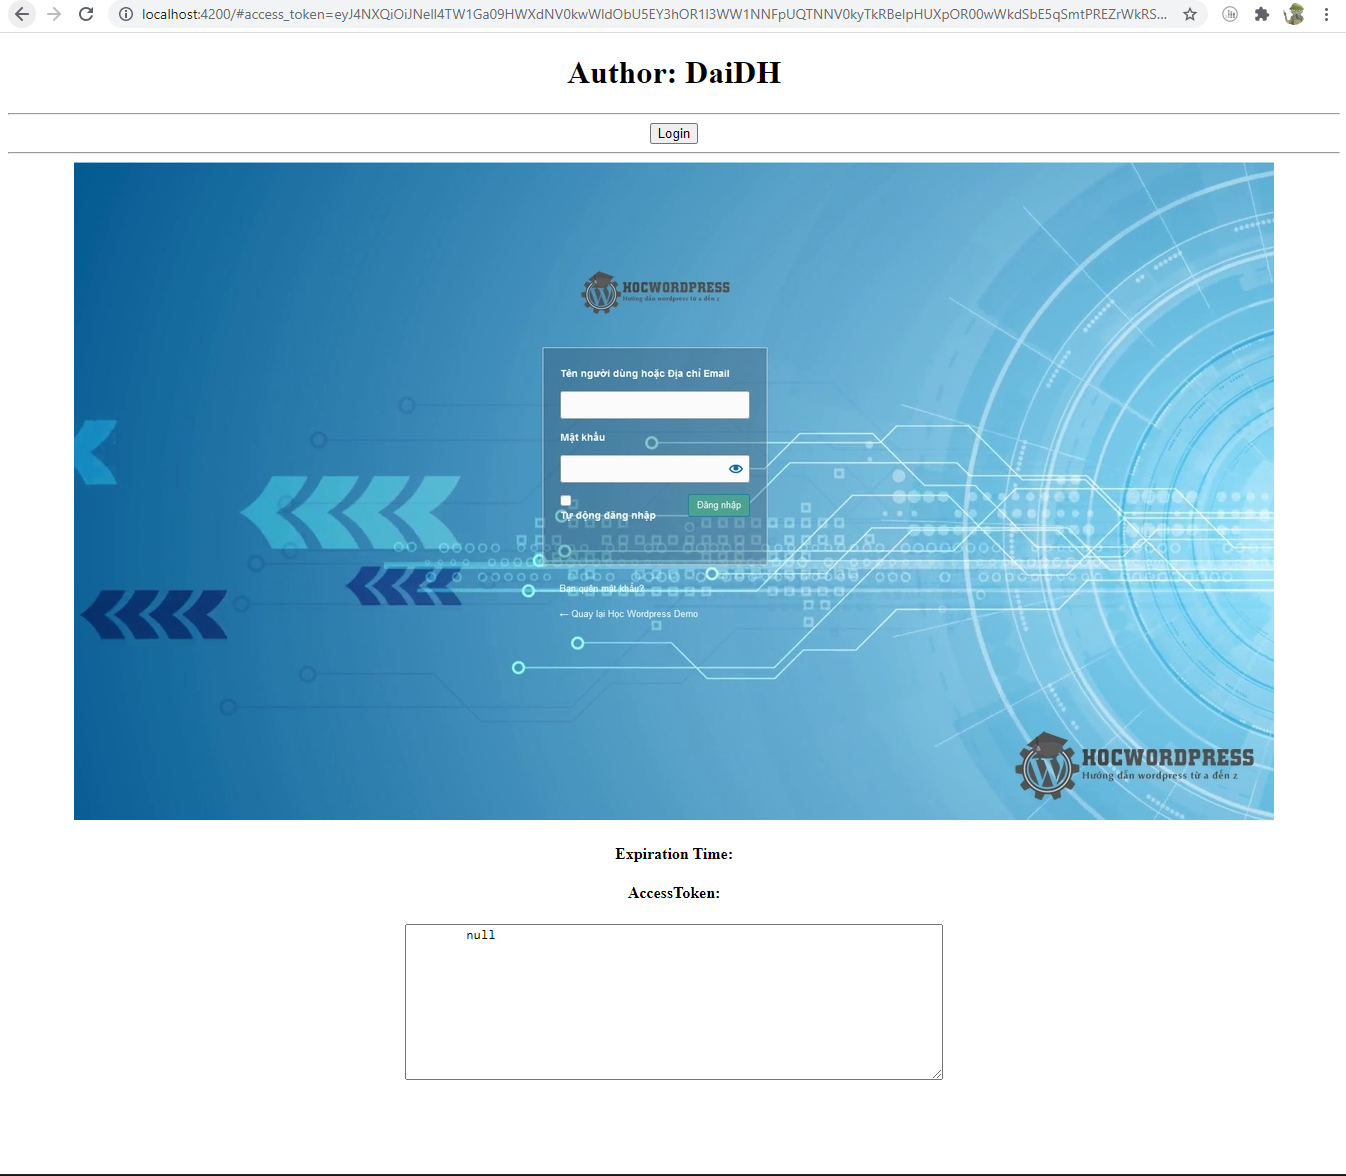 localhost:4200/#access_token=eyJ4NXQiOiJNell4TW1Ga09HWXdNV0kwWldObU5EY3hOR1l3WW1NNFpUQTNNV0kyTkRBelpHUXpOR00wWkdSbE5qSmtPREZrWkRS...
Author: DaiDH
Login
HOCWORDPRESS
Hướng dẫn wordpress từ a đến z
Tên người dùng hoặc Địa chỉ Email
Mật khẩu
Tự động đăng nhập
Đăng nhập
Bạn quên mật khẩu?
← Quay lại Học Wordpress Demo
HOCWORDPRESS
Hướng dẫn wordpress từ a đến z
Expiration Time:
AccessToken:
null